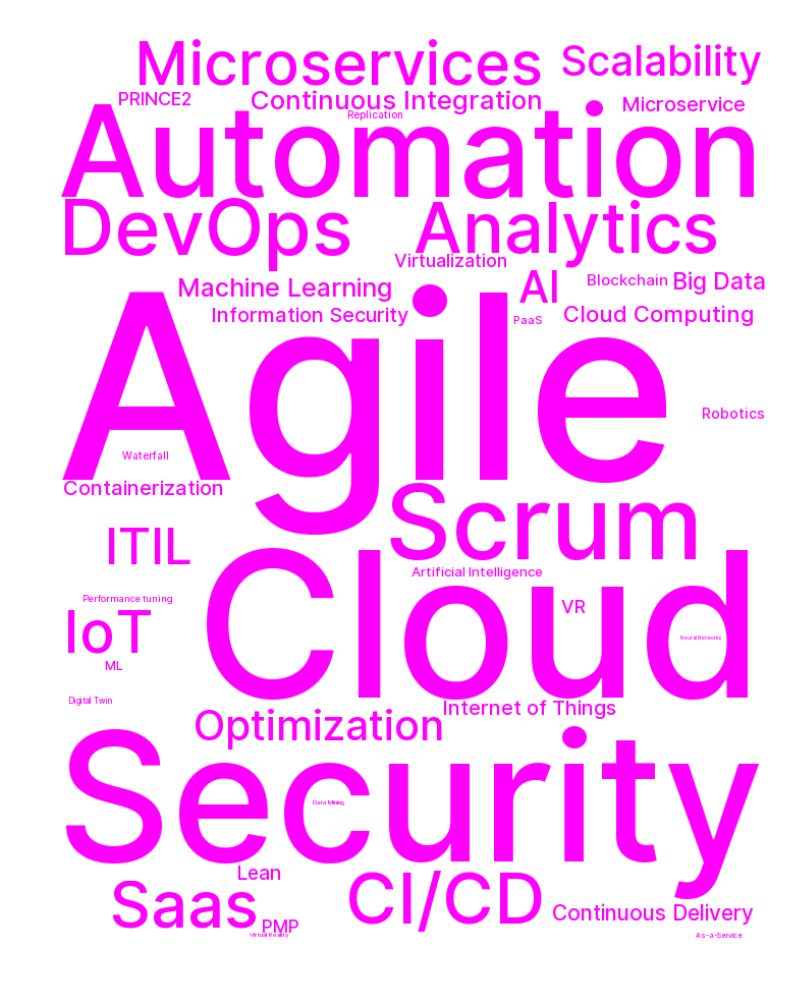 Microservices
Scalability
PRINCE2
Continuous Integration
Microservice
Replication
Automation
DevOps
Analytics
Virtualization
Machine Learning
AI
Blockchain
Big Data
Information Security
PaaS
Cloud Computing
Agile
Robotics
Waterfall
Containerization
Scrum
ITIL
Artificial Intelligence
Cloud
Performance tuning
IoT
VR
Neural Networks
ML
Digital Twin
Internet of Things
Optimization
Security
Data Mining
Lean
Saas
CI/CD
Continuous Delivery
PMP
Virtual Reality
As-a-Service